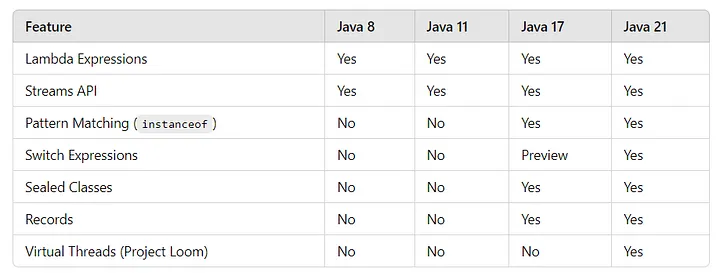 Feature Java 8 Java 11 Java 17 Java 21
Lambda Expressions Yes Yes Yes Yes
Streams API Yes Yes Yes Yes
Pattern Matching ( instanceof ) No No Yes Yes
Switch Expressions No No Preview Yes
Sealed Classes No No Yes Yes
Records No No Yes Yes
Virtual Threads (Project Loom) No No No Yes